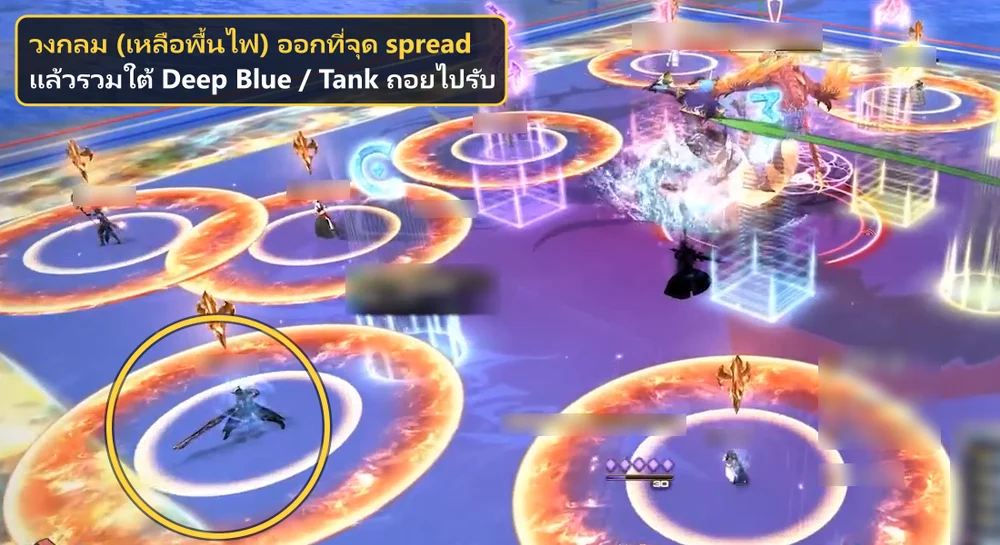 วงกลม (เหลือพื้นไฟ) ออกที่จุด spread
แล้วรวมใต้ Deep Blue / Tank ถอยไปรับ
30